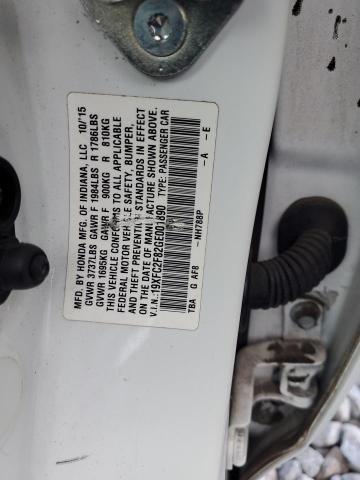 MFD. BY HONDA MFG. OF INDIANA, LLC 10/15
GVWR 3737LBS GAWR F 1984LBS R 1786LBS
GVWR 1695KG GAWR F 900KG R 810KG
THIS VEHICLE CONFORMS TO ALL APPLICABLE
FEDERAL MOTOR VEHICLE SAFETY, BUMPER,
AND THEFT PREVENTION STANDARDS IN EFFECT
ON THE DATE OF MANUFACTURE SHOWN ABOVE.
V.I.N.:19XFC2F82GE001890 TYPE: PASSENGER CAR
-NH788P -A -E
TBA G AF8